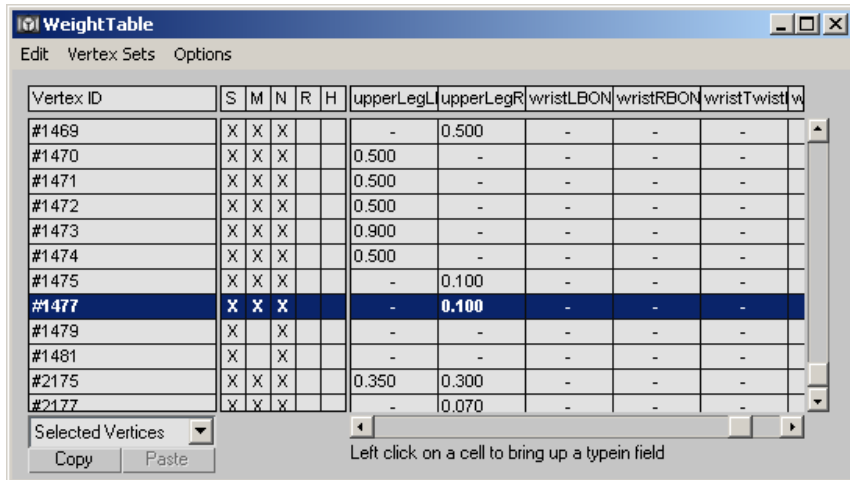 WeightTable
Edit Vertex Sets Options
Vertex ID S M N R H upperLegL upperLegR wristLBON wristRBON wristTwist w
#1469 X X X - 0.500 - - -
#1470 X X X 0.500 - - - -
#1471 X X X 0.500 - - - -
#1472 X X X 0.500 - - - -
#1473 X X X 0.900 - - - -
#1474 X X X 0.500 - - - -
#1475 X X X - 0.100 - - -
#1477 X X X - 0.100 - - -
#1479 X X - - - - -
#1481 X X - - - - -
#2175 X X X 0.350 0.300 - - -
#2177 X X X - 0.070 - - -
Selected Vertices
Copy Paste
Left click on a cell to bring up a typein field